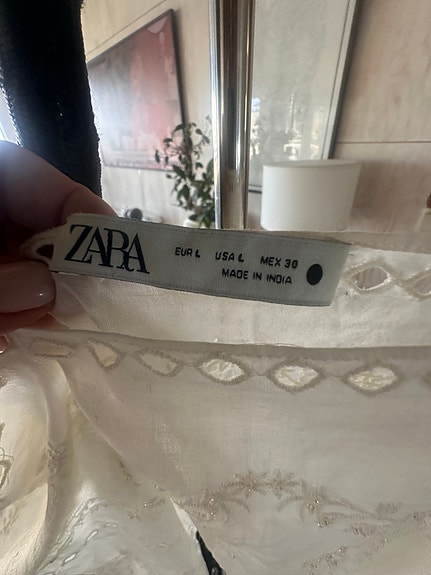 ZARA
EUR L USA L MEX 30
MADE IN INDIA